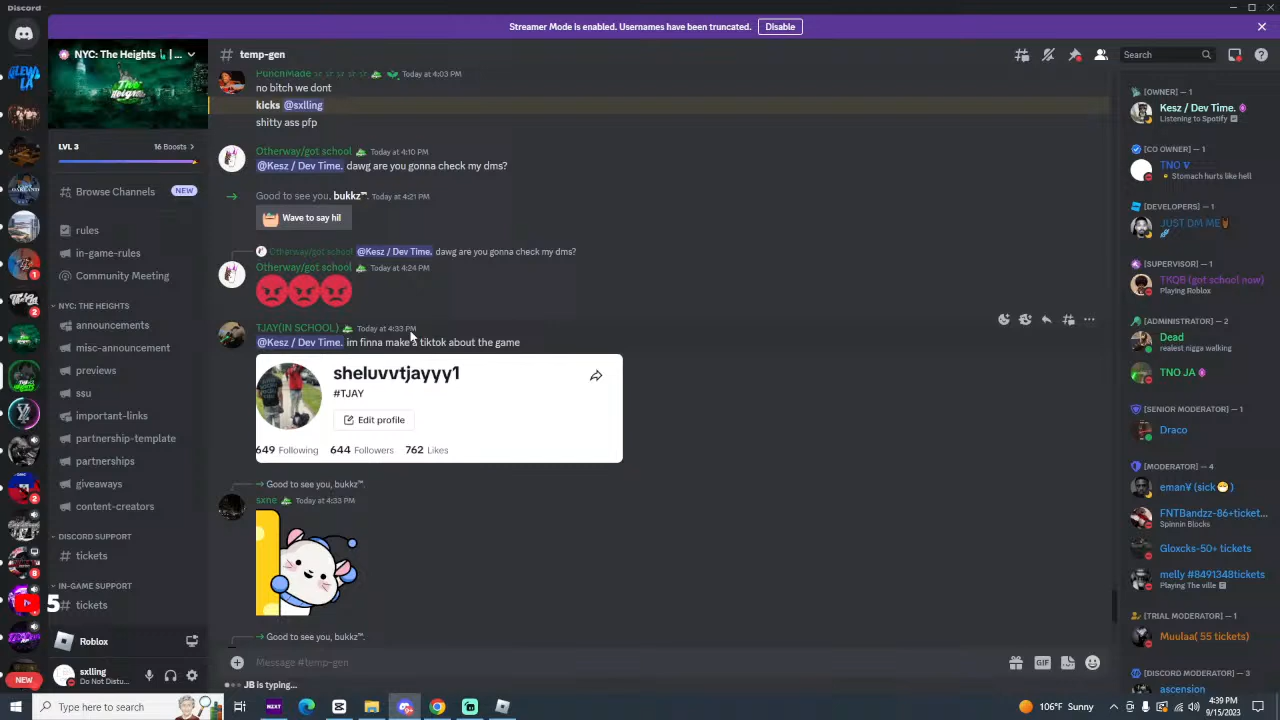 Discord
Streamer Mode is enabled. Usernames have been truncated.
Disable
NYC: The Heights | ...
temp-gen
Search
LVL 3
16 Boosts
Browse Channels
NEW
rules
in-game-rules
Community Meeting
NYC: THE HEIGHTS
announcements
misc-announcement
previews
ssu
important-links
partnership-template
partnerships
giveaways
content-creators
DISCORD SUPPORT
tickets
IN-GAME SUPPORT
tickets
Roblox
sxlling
Do Not Distu...
PunchMade ☆ ☆ ☆ ☆ ☆ Today at 4:03 PM
no bitch we dont
kicks @sxlling
shitty ass pfp
Otherway/got school Today at 4:10 PM
@Kesz / Dev Time. dawg are you gonna check my dms?
Good to see you, bukkz™. Today at 4:21 PM
Wave to say hi!
Otherway/got school @Kesz / Dev Time. dawg are you gonna check my dms?
Otherway/got school Today at 4:24 PM
TJAY(IN SCHOOL) Today at 4:33 PM
@Kesz / Dev Time. im finna make a tiktok about the game
sheluvvtjayyy1
#TJAY
Edit profile
649 Following 644 Followers 762 Likes
Good to see you, bukkz™.
sxne Today at 4:33 PM
Good to see you, bukkz™.
Message #temp-gen
GIF
JB is typing...
[OWNER] — 1
Kesz / Dev Time.
Listening to Spotify
[CO OWNER] — 1
TNO V
Stomach hurts like hell
[DEVELOPERS] — 1
JUST DM ME
[SUPERVISOR] — 1
TKQB (got school now)
Playing Roblox
[ADMINISTRATOR] — 2
Dead
realest nigga walking
TNO JA
[SENIOR MODERATOR] — 1
Draco
[MODERATOR] — 4
eman¥ (sick😷)
FNTBandzz-86+ticket...
Spinnin Blocks
Gloxcks-50+ tickets
melly #8491348tickets
Playing The ville
[TRIAL MODERATOR] — 1
Muulaa( 55 tickets)
[DISCORD MODERATOR] — 3
ascension
NEW
5
Type here to search
NXXT
106°F Sunny
4:39 PM
9/15/2023